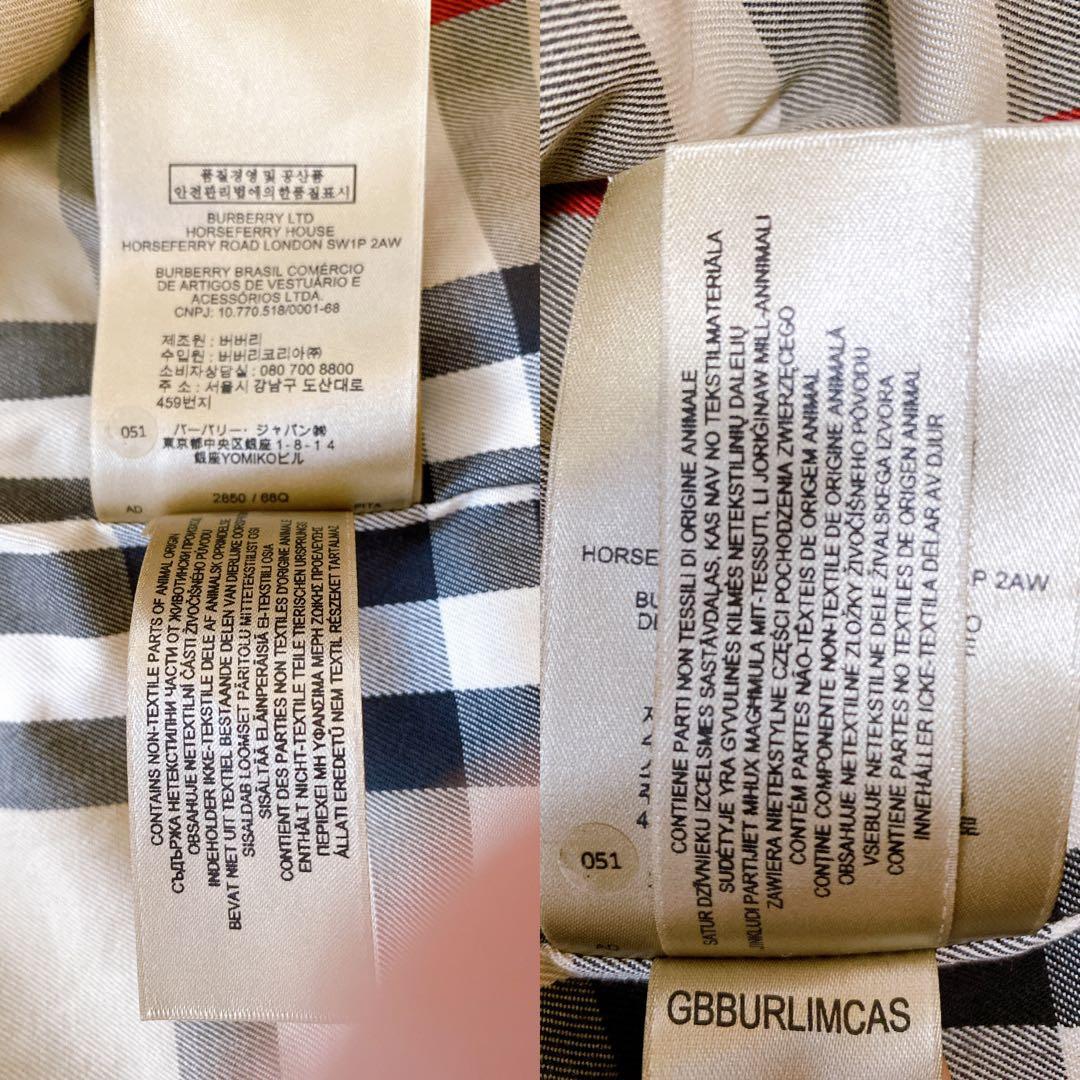 품질경영 및 공산품
안전관리법에의한품질표시
BURBERRY LTD
HORSEFERRY HOUSE
HORSEFERRY ROAD LONDON SW1P 2AW
BURBERRY BRASIL COMÉRCIO
DE ARTIGOS DE VESTUÁRIO E
ACESSÓRIOS LTDA.
CNPJ: 10.770.518/0001-68
제조원 : 버버리
수입원 : 버버리코리아㈜
소비자상담실 : 080 700 8800
주 소 : 서울시 강남구 도산대로
459번지
051
バーバリー・ジャパン㈱
東京都中央区銀座1-8-14
銀座YOMIKOビル
2850 / 68Q
AD
CONTAINS NON-TEXTILE PARTS OF ANIMAL ORIGIN
СЪДЪРЖА НЕТЕКСТИЛНИ ЧАСТИ ОТ ЖИВОТИНСКИ
OBSAHUJE NETEXTILNÍ ČÁSTI ŽIVOČIŠNÉHO PŮVODU
INDEHOLDER IKKE-TEKSTILE DELE AF ANIMALSK OPRINDELSE
BEVAT NIET UIT TEXTIEL BESTAANDE DELEN VAN DIERLIJKE
SISALDAB LOOMSET PÄRITOLU MITTETEKSTIILIST OSI
SISÄLTÄÄ ELÄINPERÄISIÄ EI-TEKSTIILI OSIA
CONTIENT DES PARTIES NON TEXTILES D'ORIGINE ANIMALE
ENTHÄLT NICHT-TEXTILE TEILE TIERISCHEN URSPRUNGS
ΠΕΡΙΕΧΕΙ ΜΗ ΥΦΑΝΣΙΜΑ ΜΕΡΗ ΖΩΙΚΗΣ ΠΡΟΕΛΕΥΣΗΣ
ÁLLATI EREDETŰ NEM TEXTIL RÉSZEKET TARTALMAZ
CONTIENE PARTI NON TESSILI DI ORIGINE ANIMALE
SATUR DZĪVNIEKU IZCELSMES SASTĀVDAĻAS, KAS NAV NO TEKSTILMATERIĀLA
SUDĖTYJE YRA GYVULINĖS KILMĖS NETEKSTILINIŲ DALELIŲ
JINKLUDI PARTIJIET MHUX MAGHMULA MIT-TESSUTI, LI JORIĠINAW MILL-ANNIMALI
ZAWIERA NIETEKSTYLNE CZĘŚCI POCHODZENIA ZWIERZĘCEGO
CONTÉM PARTES NÃO-TÊXTEIS DE ORIGEM ANIMAL
CONȚINE COMPONENTE NON-TEXTILE DE ORIGINE ANIMALĂ
OBSAHUJE NETEXTILNÉ ZLOŽKY ŽIVOČÍŠNEHO PÔVODU
VSEBUJE NETEKSTILNE DELE ŽIVALSKEGA IZVORA
CONTIENE PARTES NO TEXTILES DE ORIGEN ANIMAL
INNEHÅLLER ICKE-TEXTILA DELAR AV DJUR
HORSE
P 2AW
051
GBBURLIMCAS